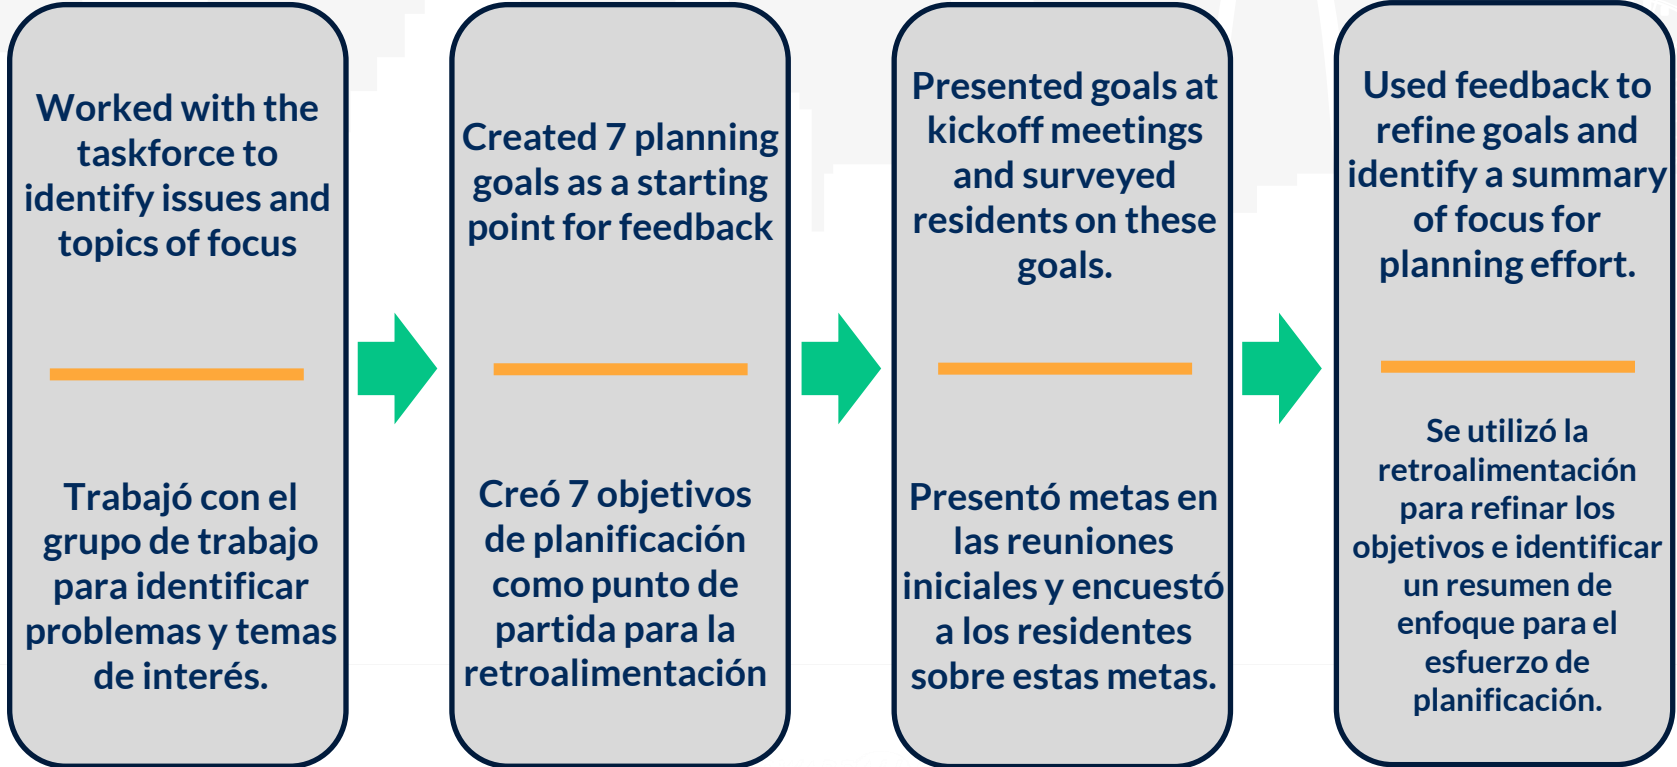 Worked with the
taskforce to
identify issues and
topics of focus
Trabajó con el
grupo de trabajo
para identificar
problemas y temas
de interés.
Created 7 planning
goals as a starting
point for feedback
Creó 7 objetivos
de planificación
como punto de
partida para la
retroalimentación
Presented goals at
kickoff meetings
and surveyed
residents on these
goals.
Presentó metas en
las reuniones
iniciales y encuestó
a los residentes
sobre estas metas.
Used feedback to
refine goals and
identify a summary
of focus for
planning effort.
Se utilizó la
retroalimentación
para refinar los
objetivos e identificar
un resumen de
enfoque para el
esfuerzo de
planificación.